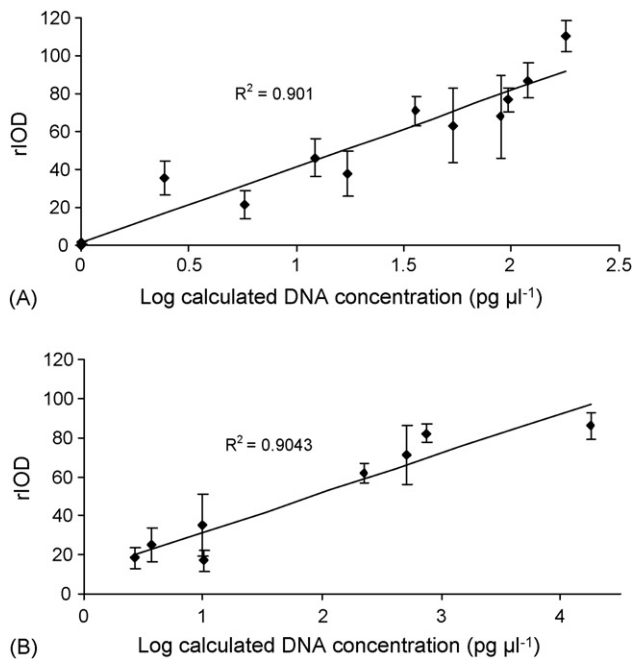 120
100
80
60
40
20
0
rIOD
R² = 0.901
0 0.5 1 1.5 2 2.5
(A) Log calculated DNA concentration (pg µl⁻¹)
120
100
80
60
40
20
0
rIOD
R² = 0.9043
0 1 2 3 4
(B) Log calculated DNA concentration (pg µl⁻¹)